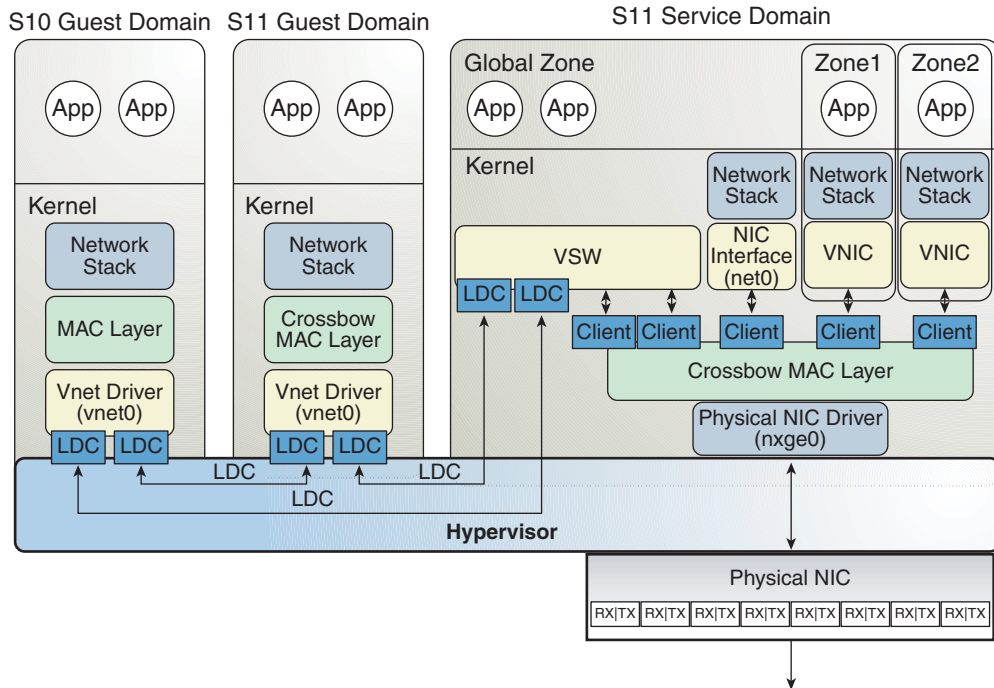 S10 Guest Domain
S11 Guest Domain
S11 Service Domain
App
App
Kernel
Network
Stack
MAC Layer
Vnet Driver
(vnet0)
LDC
LDC
App
App
Kernel
Network
Stack
Crossbow
MAC Layer
Vnet Driver
(vnet0)
LDC
LDC
Global Zone
App
App
Zone1
App
Zone2
App
Kernel
Network
Stack
Network
Stack
Network
Stack
VSW
NIC
Interface
(net0)
VNIC
VNIC
LDC
LDC
Client
Client
Client
Client
Client
Crossbow MAC Layer
Physical NIC Driver
(nxge0)
LDC
LDC
LDC
Hypervisor
Physical NIC
RX|TX RX|TX RX|TX RX|TX RX|TX RX|TX RX|TX RX|TX